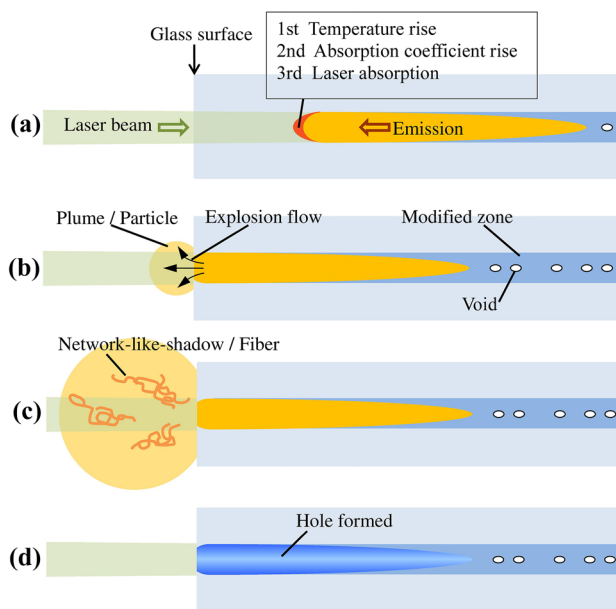 Glass surface
1st Temperature rise
2nd Absorption coefficient rise
3rd Laser absorption
(a)
Laser beam
Emission
Plume / Particle
Explosion flow
Modified zone
(b)
Void
Network-like-shadow / Fiber
(c)
Hole formed
(d)